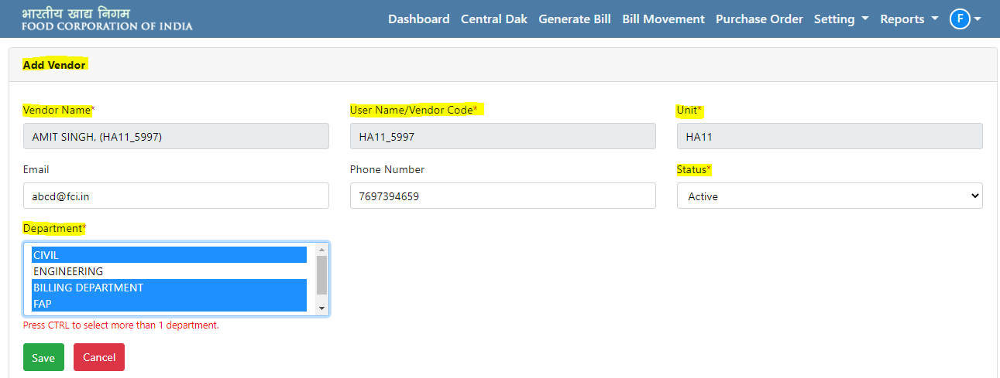 भारतीय खाद्य निगम
FOOD CORPORATION OF INDIA
Dashboard Central Dak Generate Bill Bill Movement Purchase Order Setting Reports F
Add Vendor
Vendor Name* User Name/Vendor Code* Unit*
AMIT SINGH, (HA11_5997) HA11_5997 HA11
Email Phone Number Status*
abcd@fci.in 7697394659 Active
Department*
CIVIL
ENGINEERING
BILLING DEPARTMENT
FAP
Press CTRL to select more than 1 department.
Save Cancel